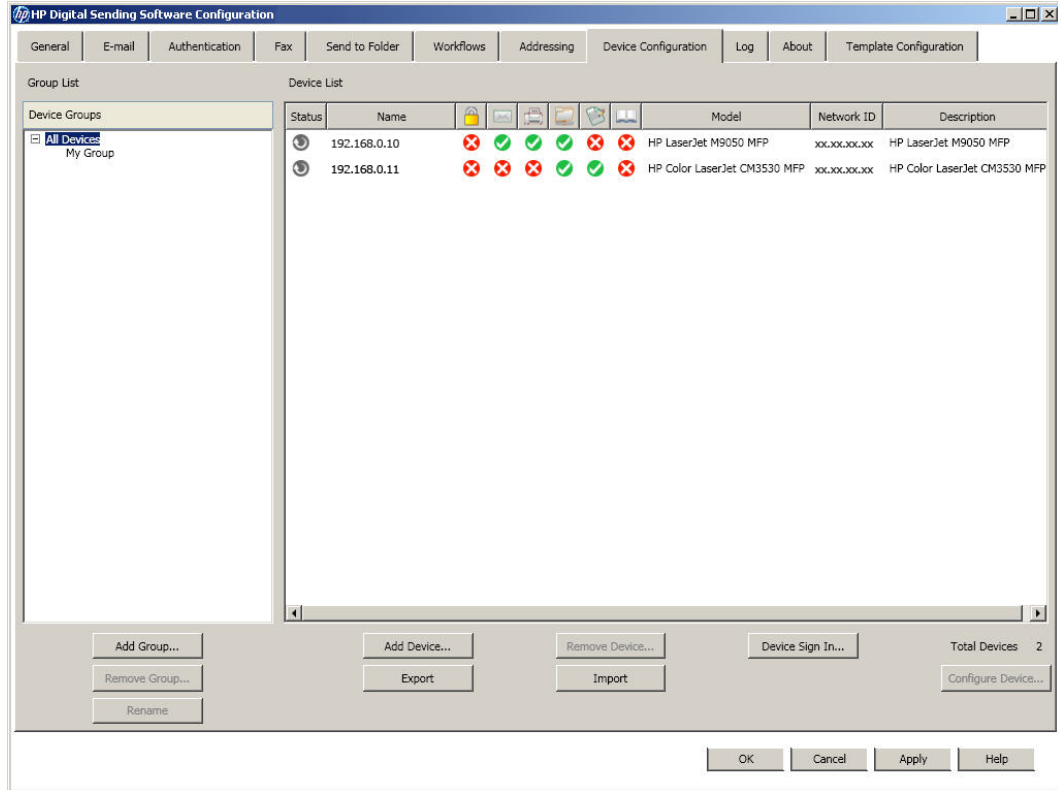 hp HP Digital Sending Software Configuration
General E-mail Authentication Fax Send to Folder Workflows Addressing Device Configuration Log About Template Configuration
Group List Device List
Device Groups Status Name Model Network ID Description
All Devices 192.168.0.10 HP LaserJet M9050 MFP xx.xx.xx.xx HP LaserJet M9050 MFP
My Group 192.168.0.11 HP Color LaserJet CM3530 MFP xx.xx.xx.xx HP Color LaserJet CM3530 MFP
Add Group... Add Device... Remove Device... Device Sign In... Total Devices 2
Remove Group... Export Import Configure Device...
Rename
OK Cancel Apply Help